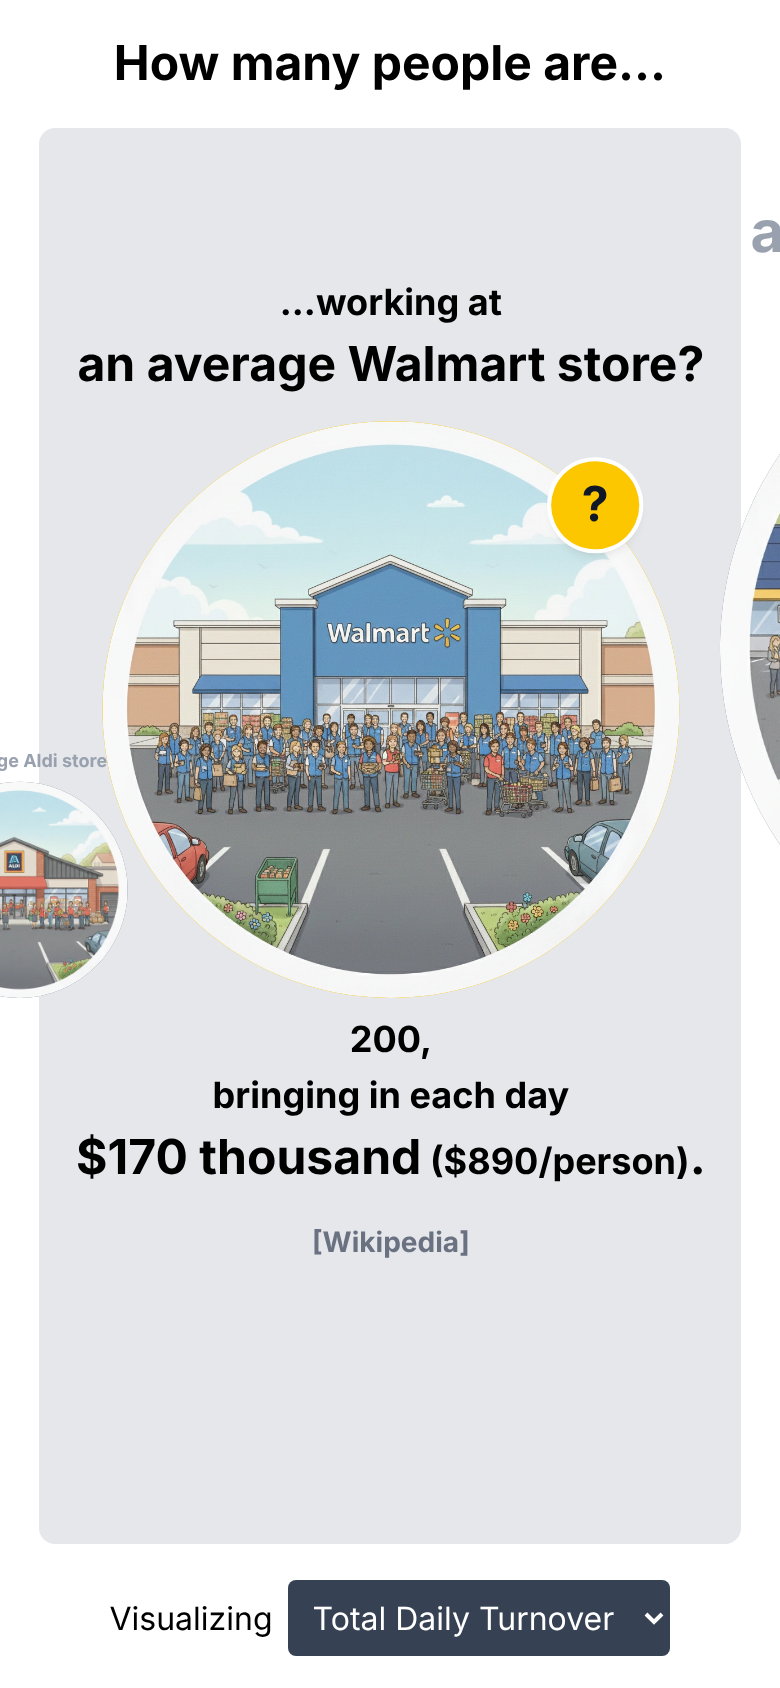 How many people are...
a
...working at
an average Walmart store?
?
Walmart
ge Aldi store
ALDI
200,
bringing in each day
$170 thousand ($890/person).
[Wikipedia]
Visualizing Total Daily Turnover